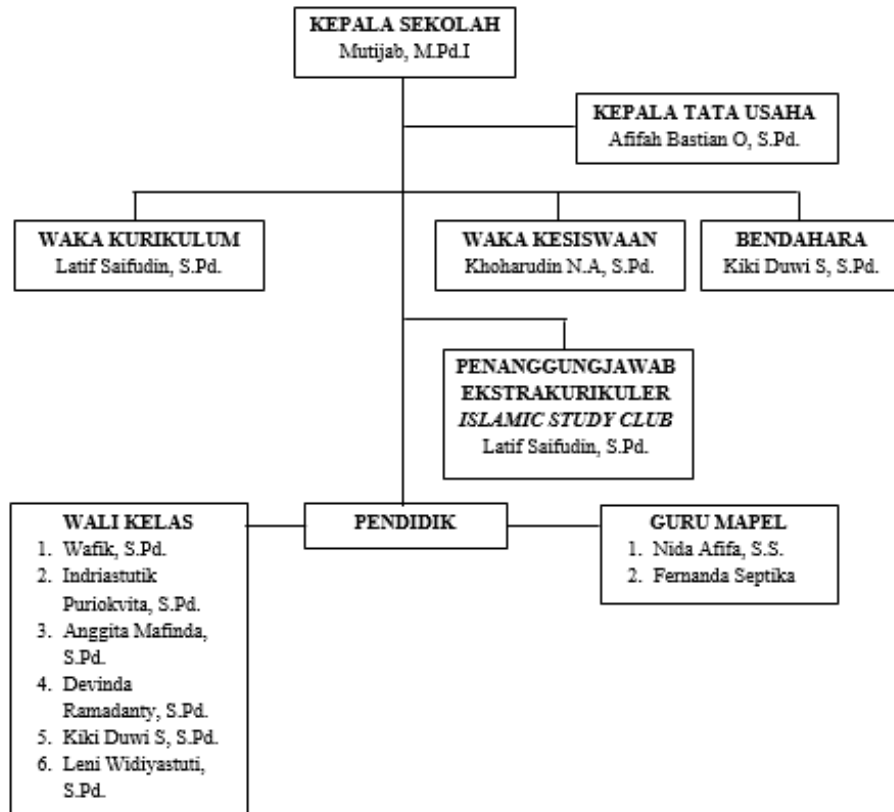 KEPALA SEKOLAH
Mutijab, M.Pd.I
KEPALA TATA USAHA
Afifah Bastian O, S.Pd.
WAKA KURIKULUM
Latif Saifudin, S.Pd.
WAKA KESISWAAN
Khoharudin N.A, S.Pd.
BENDAHARA
Kiki Duwi S, S.Pd.
PENANGGUNGJAWAB
EKSTRAKURIKULER
ISLAMIC STUDY CLUB
Latif Saifudin, S.Pd.
WALI KELAS
1. Wafik, S.Pd.
2. Indriastutik
Puriokvita, S.Pd.
3. Anggita Mafinda,
S.Pd.
4. Devinda
Ramadanty, S.Pd.
5. Kiki Duwi S, S.Pd.
6. Leni Widiyastuti,
S.Pd.
PENDIDIK
GURU MAPEL
1. Nida Afifa, S.S.
2. Fernanda Septika